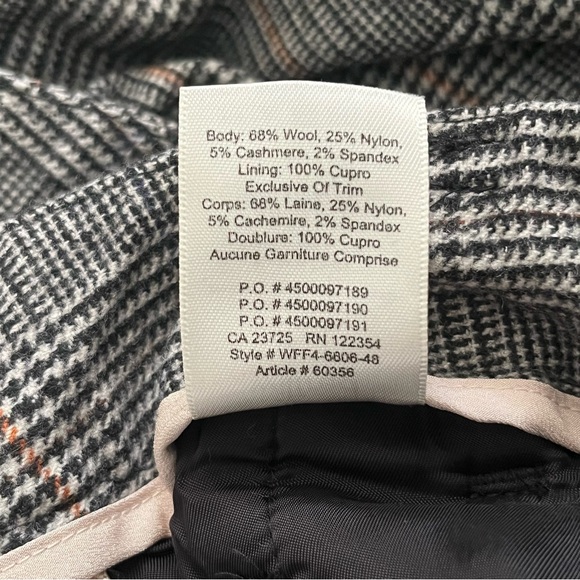 Body: 68% Wool, 25% Nylon,
5% Cashmere, 2% Spandex
Lining: 100% Cupro
Exclusive Of Trim
Corps: 68% Laine, 25% Nylon,
5% Cachemire, 2% Spandex
Doublure: 100% Cupro
Aucune Garniture Comprise
P.O. # 4500097189
P.O. # 4500097190
P.O. # 4500097191
CA 23725 RN 122354
Style # WFF4-6606-48
Article # 60356